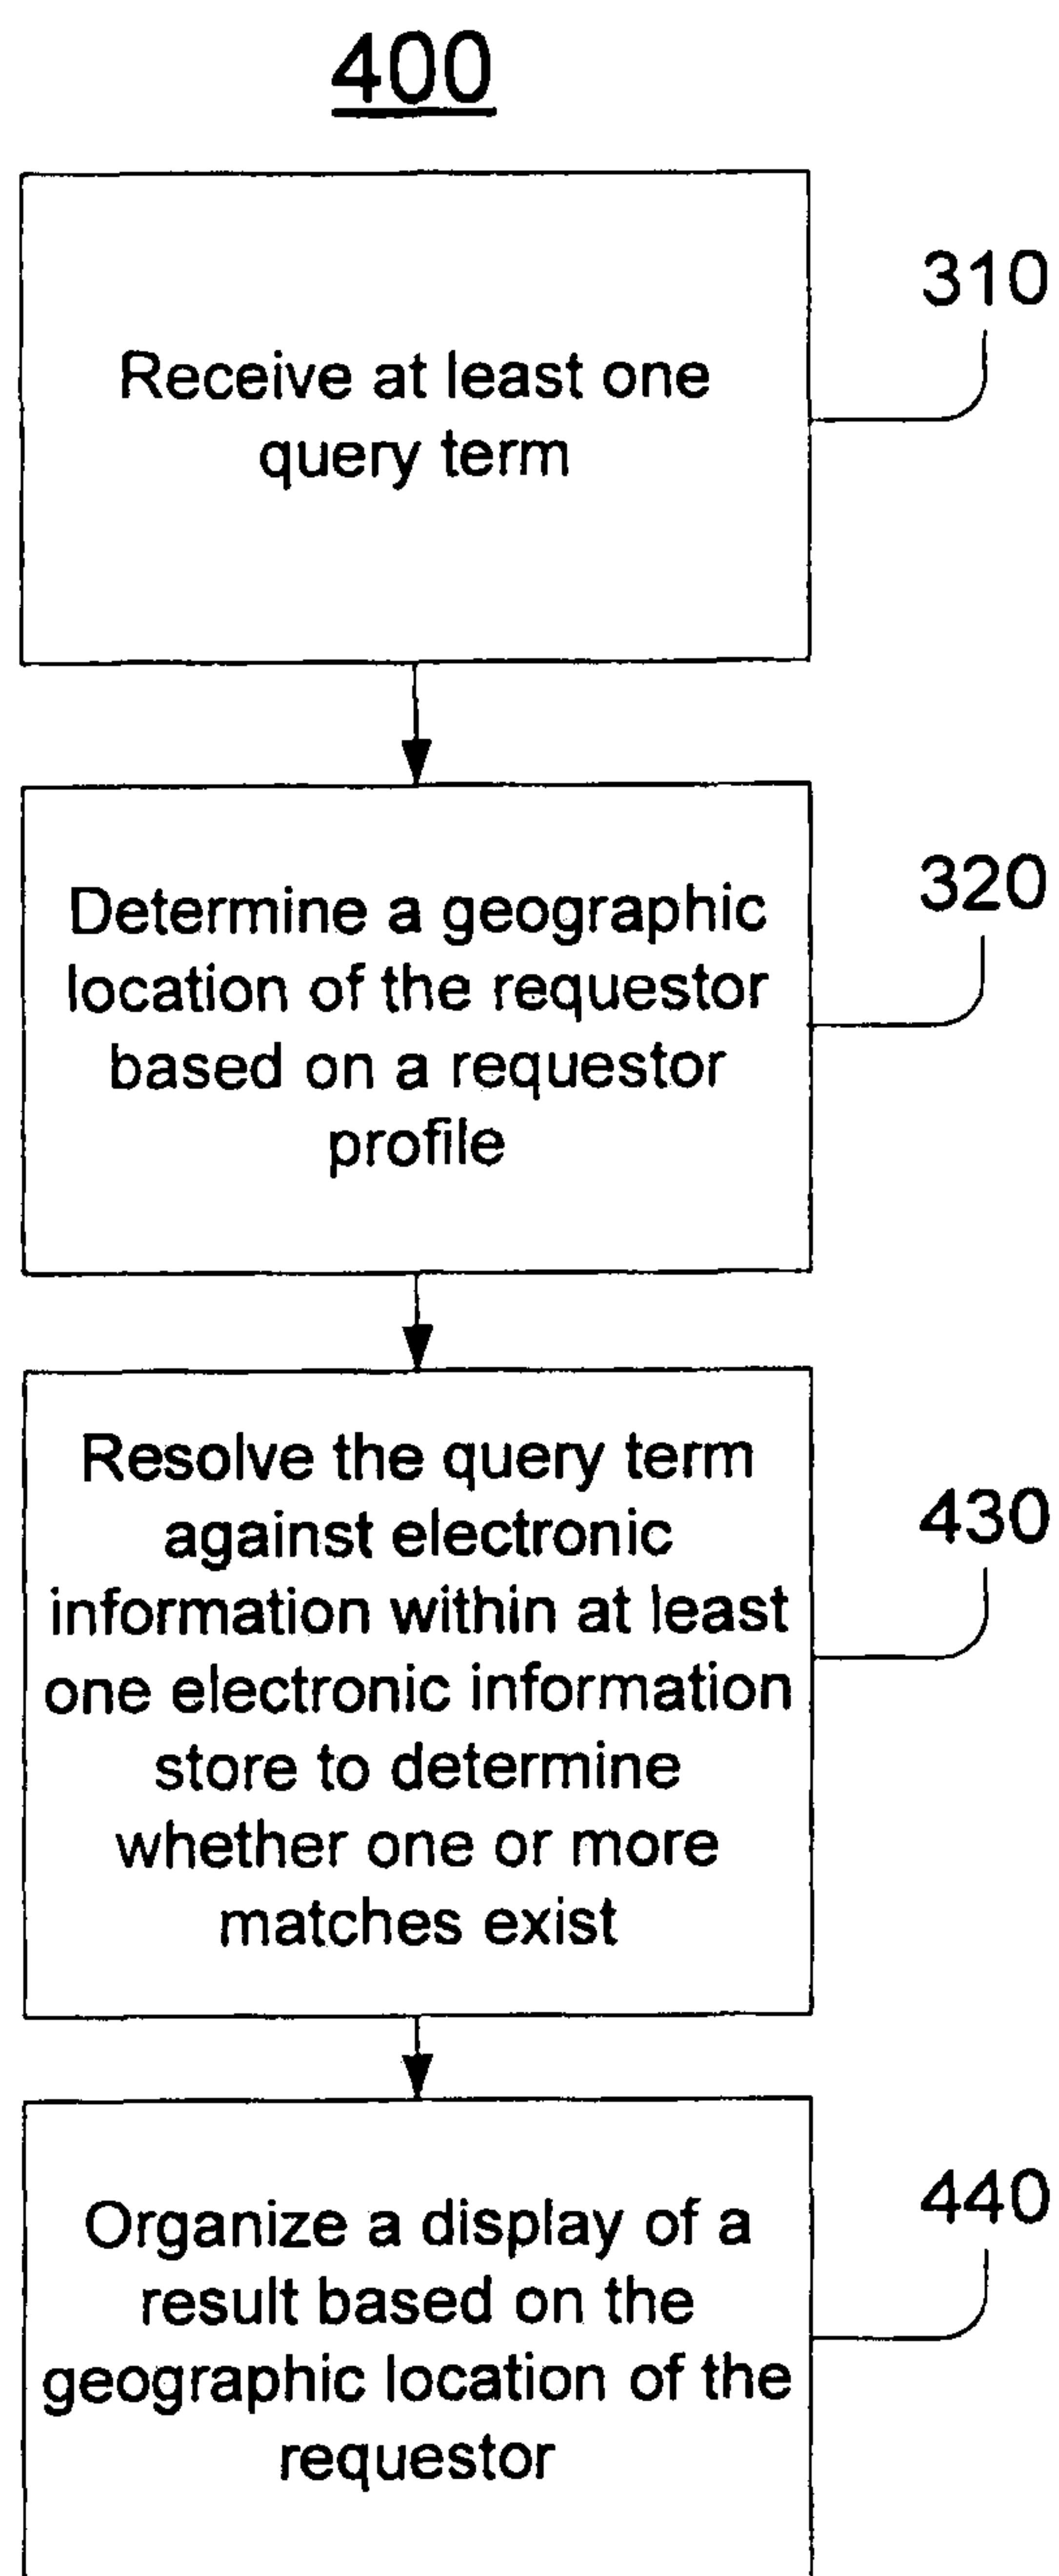 400
Receive at least one
query term
310
Determine a geographic
location of the requestor
based on a requestor
profile
320
Resolve the query term
against electronic
information within at least
one electronic information
store to determine
whether one or more
matches exist
430
Organize a display of a
result based on the
geographic location of the
requestor
440